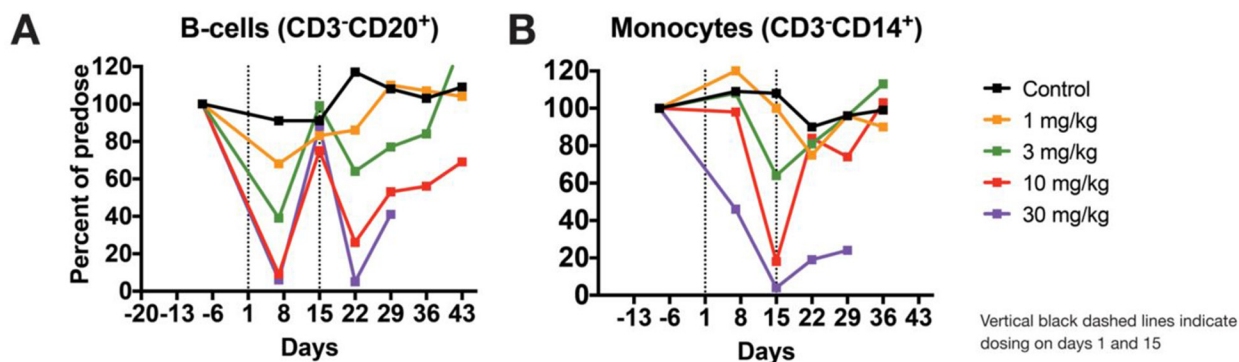 A
B-cells (CD3⁻CD20⁺)
Percent of predose
120
100
80
60
40
20
0
-20 -13 -6 1 8 15 22 29 36 43
Days
B
Monocytes (CD3⁻CD14⁺)
120
100
80
60
40
20
0
-13 -6 1 8 15 22 29 36 43
Days
Control
1 mg/kg
3 mg/kg
10 mg/kg
30 mg/kg
Vertical black dashed lines indicate
dosing on days 1 and 15